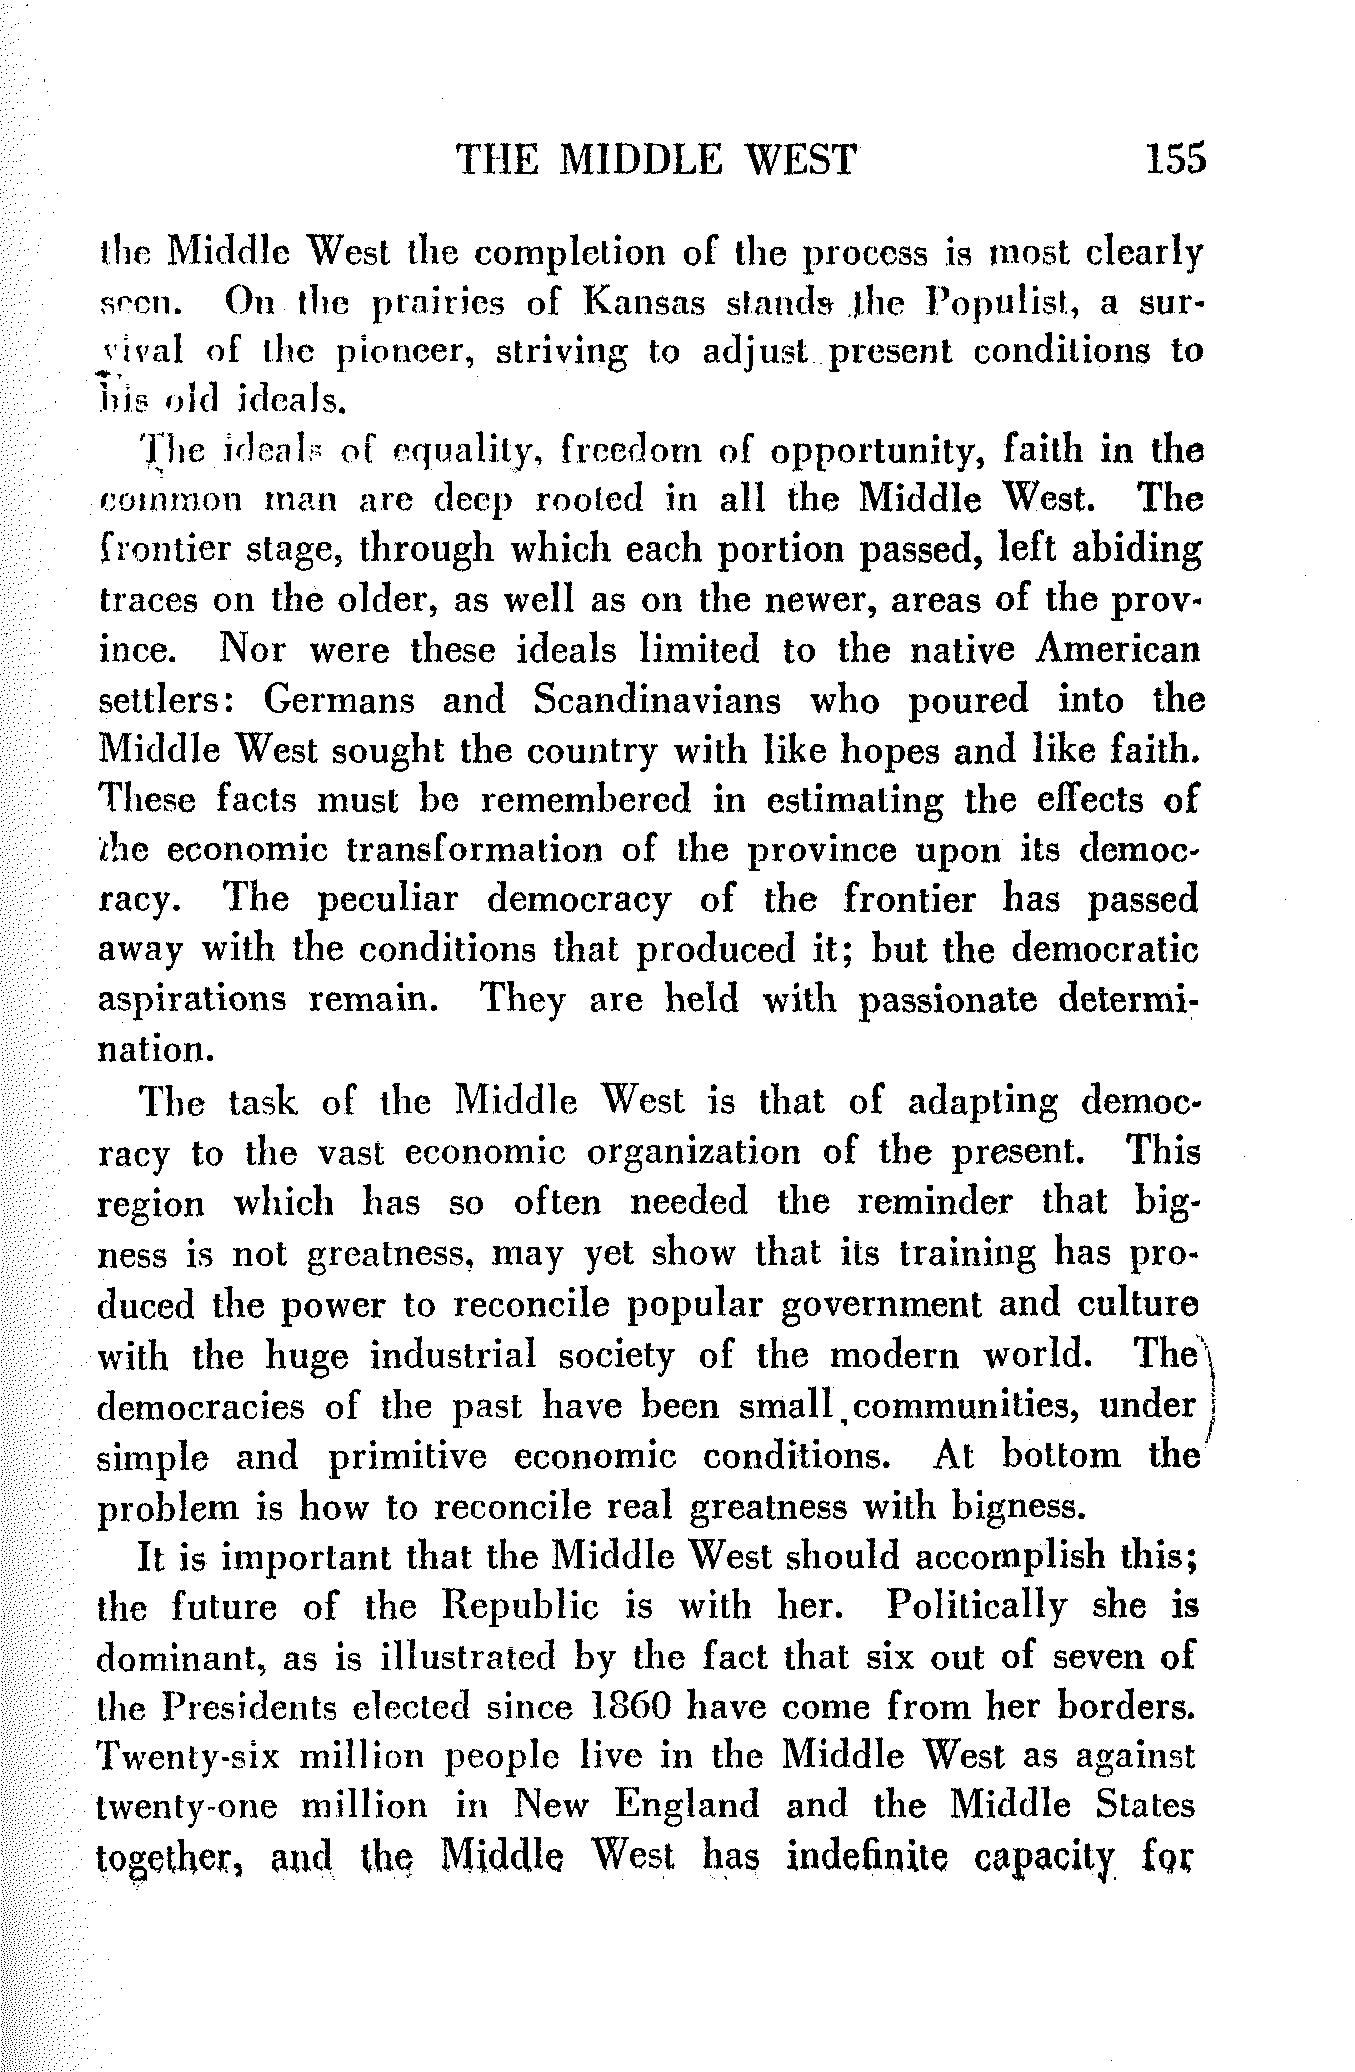 THE MIDDLE WEST 155
the Middle West the completion of the process is most clearly
seen. On the prairies of Kansas stands the Populist, a sur-
vival of the pioneer, striving to adjust present conditions to
his old ideals.
The ideals of equality, freedom of opportunity, faith in the
common man are deep rooted in all the Middle West. The
frontier stage, through which each portion passed, left abiding
traces on the older, as well as on the newer, areas of the prov-
ince. Nor were these ideals limited to the native American
settlers: Germans and Scandinavians who poured into the
Middle West sought the country with like hopes and like faith.
These facts must be remembered in estimating the effects of
the economic transformation of the province upon its democ-
racy. The peculiar democracy of the frontier has passed
away with the conditions that produced it; but the democratic
aspirations remain. They are held with passionate determi-
nation.
The task of the Middle West is that of adapting democ-
racy to the vast economic organization of the present. This
region which has so often needed the reminder that big-
ness is not greatness, may yet show that its training has pro-
duced the power to reconcile popular government and culture
with the huge industrial society of the modern world. The
democracies of the past have been small communities, under
simple and primitive economic conditions. At bottom the
problem is how to reconcile real greatness with bigness.
It is important that the Middle West should accomplish this;
the future of the Republic is with her. Politically she is
dominant, as is illustrated by the fact that six out of seven of
the Presidents elected since 1860 have come from her borders.
Twenty-six million people live in the Middle West as against
twenty-one million in New England and the Middle States
together, and the Middle West has indefinite capacity for